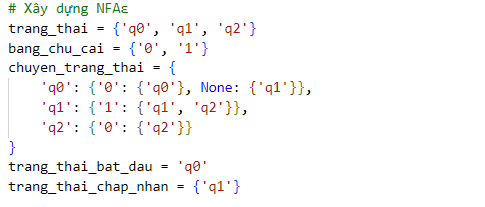 # Xây dựng NFAε
trang_thai = {'q0', 'q1', 'q2'}
bang_chu_cai = {'0', '1'}
chuyen_trang_thai = {
    'q0': {'0': {'q0'}, None: {'q1'}},
    'q1': {'1': {'q1', 'q2'}},
    'q2': {'0': {'q2'}}
}
trang_thai_bat_dau = 'q0'
trang_thai_chap_nhan = {'q1'}